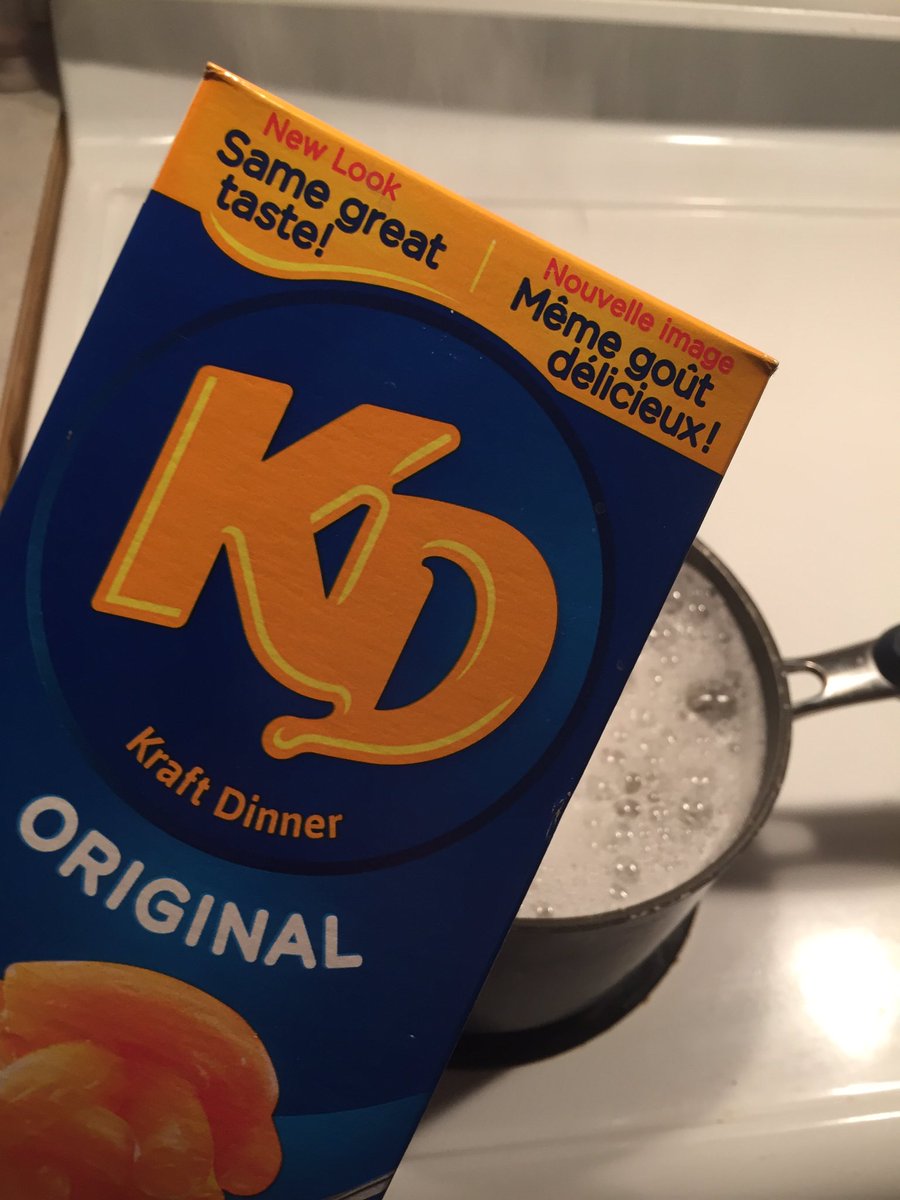 New Look
Same great
taste!
Nouvelle image
Même goût
délicieux!
KD
Kraft Dinner
ORIGINAL